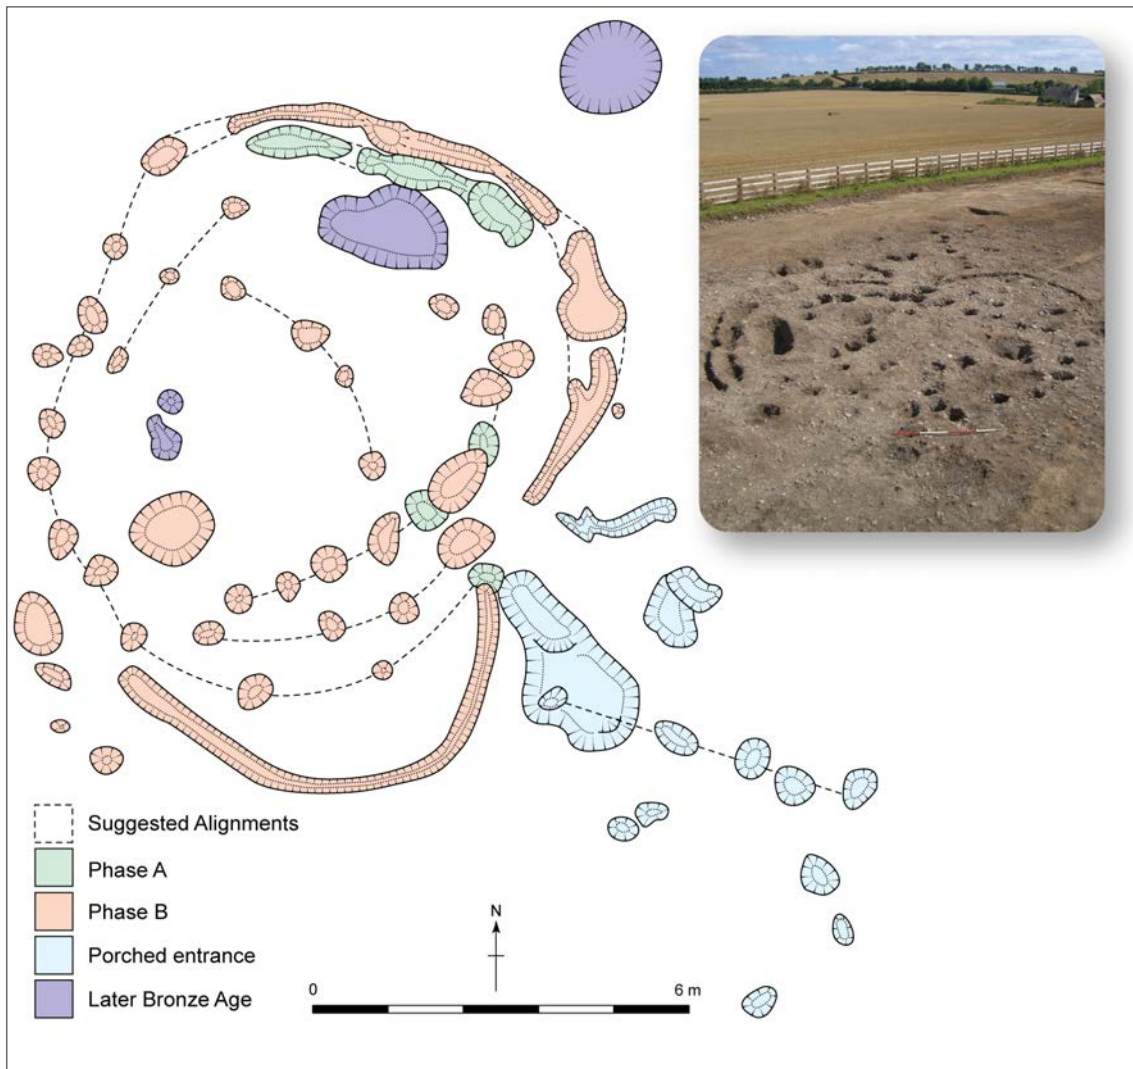 Suggested Alignments
Phase A
Phase B
Porched entrance
Later Bronze Age
N
0 6 m